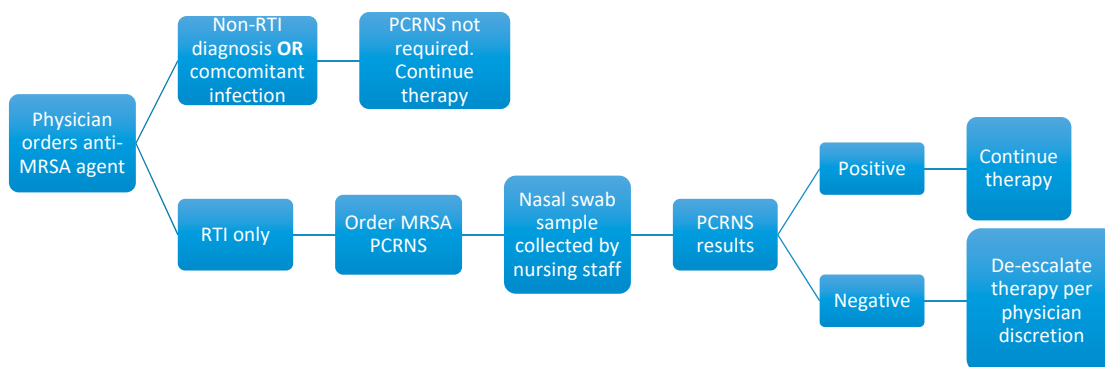 Physician
orders anti-
MRSA agent
Non-RTI
diagnosis OR
comcomitant
infection
PCRNS not
required.
Continue
therapy
RTI only
Order MRSA
PCRNS
Nasal swab
sample
collected by
nursing staff
PCRNS
results
Positive
Continue
therapy
Negative
De-escalate
therapy per
physician
discretion